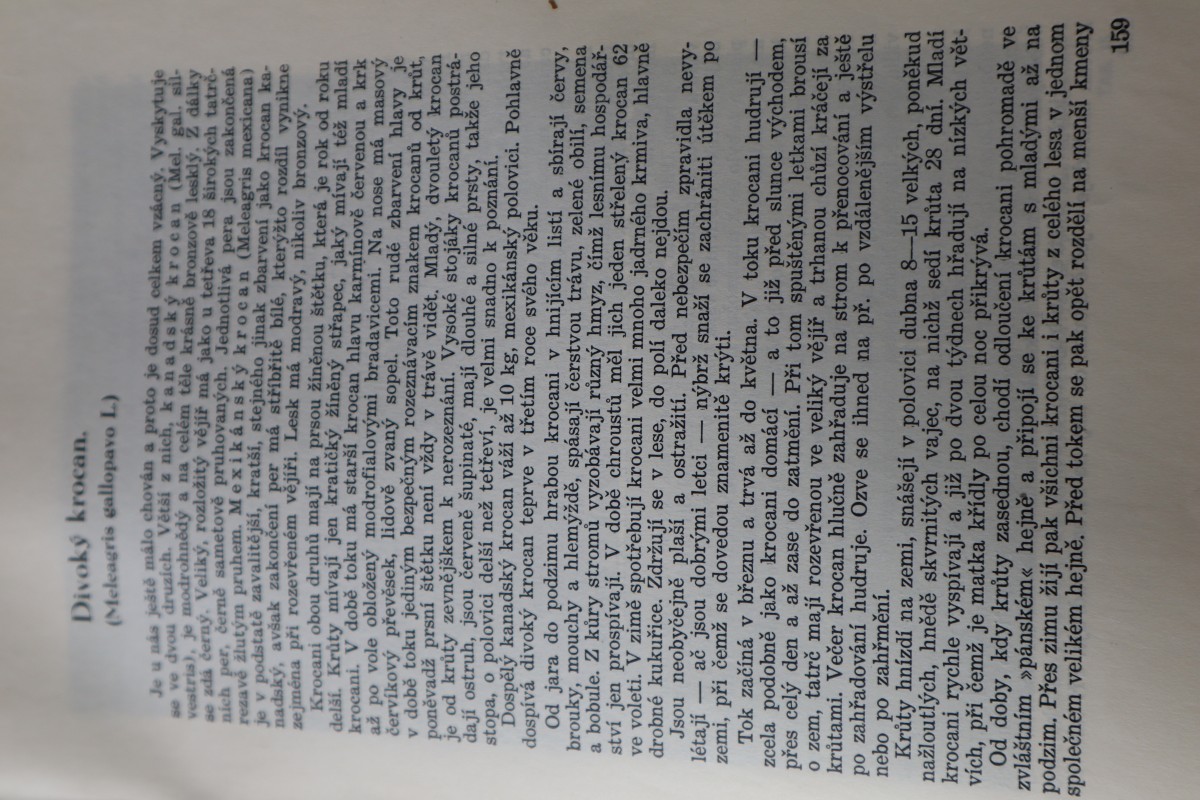 Divoký krocan.
(Meleagris gallopavo L.)
Je u nás ještě málo chován a proto je dosud celkem vzácný. Vyskytuje
se ve dvou druzích. Větší z nich, kanadský krocan (Mel. gal. sil-
vestris), je modrohnědý a na celém těle krásně bronzově lesklý. Z dálky
se zdá černý. Veliký, rozložitý vějíř má jako u tetřeva 18 širokých tatrč-
ních per, černě sametově pruhovaných. Jednotlivá pera jsou zakončená
rezavě žlutým pruhem. Mexikánský krocan (Meleagris mexicana)
je v podstatě zavalitější, kratší, stejného jinak zbarvení jako krocan ka-
nadský, avšak zakončení per má stříbřitě bílé, kterýžto rozdíl vynikne
zejména při rozevřeném vějíři. Lesk má modravý, nikoliv bronzový.
Krocani obou druhů mají na prsou žíněnou štětku, která je rok od roku
delší. Krůty mívají jen kratičký žíněný střapec, jaký mívají též mladí
krocani. V době toku má starší krocan hlavu karmínově červenou a krk
až po vole obložený modrofialovými bradavicemi. Na nose má masový
červíkový převěsek, lidově zvaný sopel. Toto rudé zbarvení hlavy je
v době toku jediným bezpečným rozeznávacím znakem krocanů od krůt,
poněvadž prsní štětku není vždy v trávě vidět. Mladý, dvouletý krocan
je od krůty zevnějškem k nerozeznání. Vysoké stojáky krocanů postrá-
dají ostruh, jsou červeně šupinaté, mají dlouhé a silné prsty, takže jeho
stopa, o polovici delší než tetřeví, je velmi snadno k poznání.
Dospělý kanadský krocan váží až 10 kg, mexikánský polovici. Pohlavně
dospívá divoký krocan teprve v třetím roce svého věku.
Od jara do podzimu hrabou krocani v hnijícím listí a sbírají červy,
brouky, mouchy a hlemýždě, spásají čerstvou trávu, zelené obilí, semena
a bobule. Z kůry stromů vyzobávají různý hmyz, čímž lesnímu hospodář-
ství jen prospívají. V době chroustů měl jich jeden střelený krocan 62
ve voleti. V zimě spotřebují krocani velmi mnoho jadrného krmiva, hlavně
drobné kukuřice. Zdržují se v lese, do polí daleko nejdou.
Jsou neobyčejně plaší a ostražití. Před nebezpečím zpravidla nevy-
létají — ač jsou dobrými letci — nýbrž snaží se zachrániti útěkem po
zemi, při čemž se dovedou znamenitě krýti.
Tok začíná v březnu a trvá až do května. V toku krocani hudrují —
zcela podobně jako krocani domácí — a to již před slunce východem,
přes celý den a až zase do zatmění. Při tom spuštěnými letkami brousí
o zem, tatrč mají rozevřenou ve veliký vějíř a trhanou chůzí kráčejí za
krůtami. Večer krocan hlučně zahřaduje na strom k přenocování a ještě
po zahřadování hudruje. Ozve se ihned na př. po vzdálenějším výstřelu
nebo po zahřmění.
Krůty hnízdí na zemi, snášejí v polovici dubna 8—15 velkých, poněkud
nažloutlých, hnědě skvrnitých vajec, na nichž sedí krůta 28 dní. Mladí
krocani rychle vyspívají a již po dvou týdnech hřadují na nízkých vět-
vích, při čemž je matka křídly po celou noc přikrývá.
Od doby, kdy krůty zasednou, chodí odloučení krocani pohromadě ve
zvláštním »pánském« hejně a připojí se ke krůtám s mladými až na
podzim. Přes zimu žijí pak všichni krocani i krůty z celého lesa v jednom
společném velikém hejně. Před tokem se pak opět rozdělí na menší kmeny
159